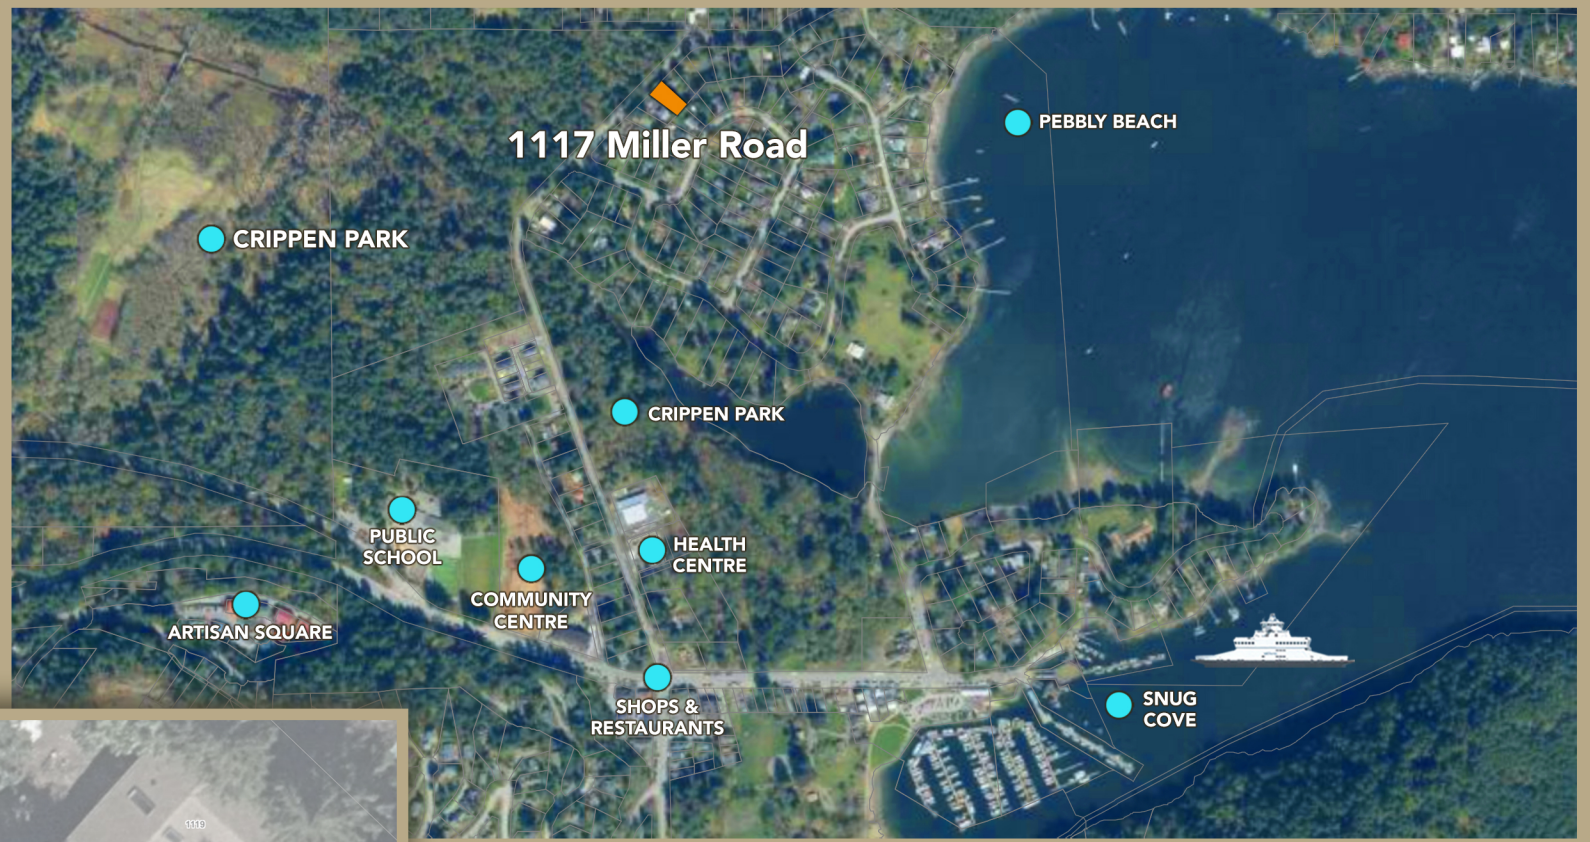 1117 Miller Road
PEBBLY BEACH
CRIPPEN PARK
CRIPPEN PARK
PUBLIC
SCHOOL
HEALTH
CENTRE
COMMUNITY
CENTRE
ARTISAN SQUARE
SHOPS &
RESTAURANTS
SNUG
COVE
1119